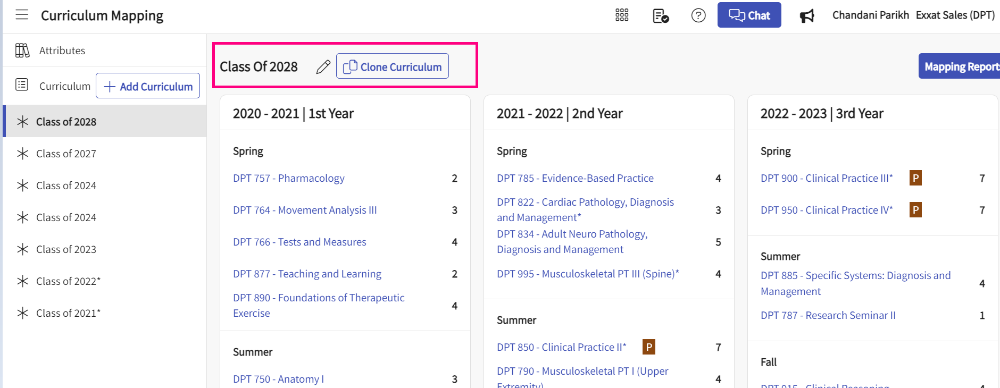 Curriculum Mapping
Chat
Chandani Parikh Exxat Sales (DPT)
Attributes
Curriculum
Add Curriculum
Class of 2028
Class of 2027
Class of 2024
Class of 2024
Class of 2023
Class of 2022*
Class of 2021*
Class Of 2028
Clone Curriculum
Mapping Reports
2020 - 2021 | 1st Year
Spring
DPT 757 - Pharmacology 2
DPT 764 - Movement Analysis III 3
DPT 766 - Tests and Measures 4
DPT 877 - Teaching and Learning 2
DPT 890 - Foundations of Therapeutic
Exercise 4
Summer
DPT 750 - Anatomy I 3
2021 - 2022 | 2nd Year
Spring
DPT 785 - Evidence-Based Practice 4
DPT 822 - Cardiac Pathology, Diagnosis
and Management* 3
DPT 834 - Adult Neuro Pathology,
Diagnosis and Management 5
DPT 995 - Musculoskeletal PT III (Spine)* 4
Summer
DPT 850 - Clinical Practice II* P 7
DPT 790 - Musculoskeletal PT I (Upper
Extremity) 4
2022 - 2023 | 3rd Year
Spring
DPT 900 - Clinical Practice III* P 7
DPT 950 - Clinical Practice IV* P 7
Summer
DPT 885 - Specific Systems: Diagnosis and
Management 4
DPT 787 - Research Seminar II 1
Fall
DPT 915 - Clinical Reasoning 4